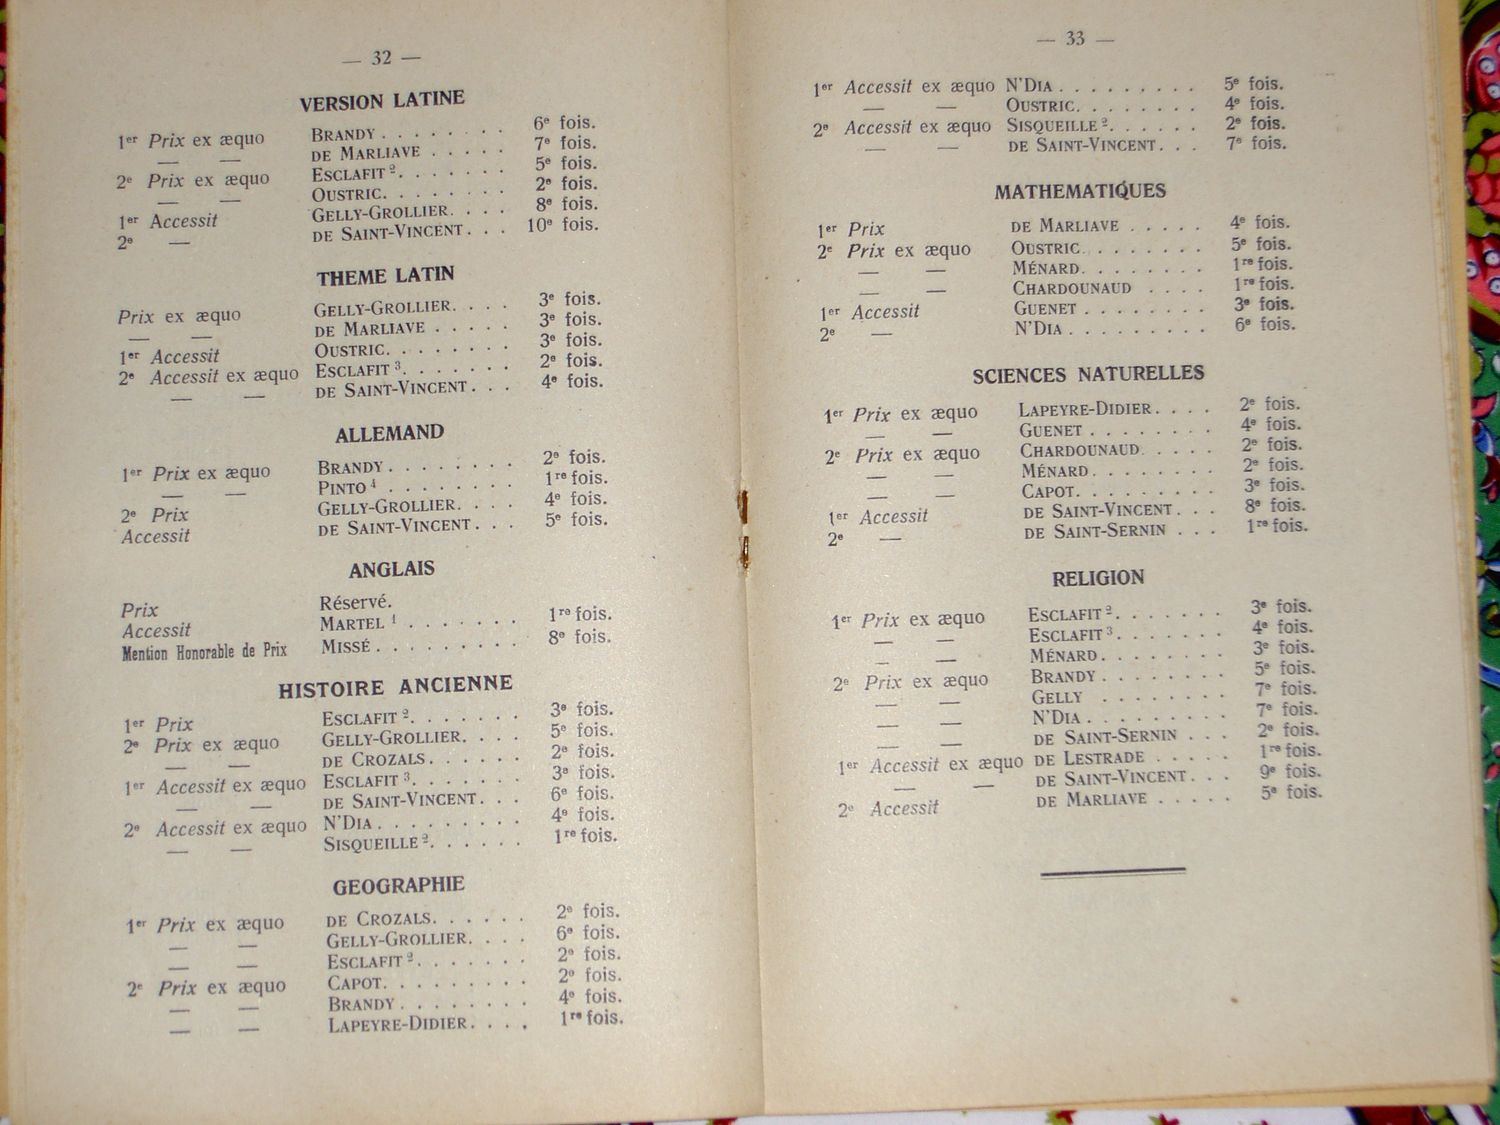 — 32 —
VERSION LATINE
1er Prix ex æquo BRANDY . . . . . . . . 6e fois.
— — DE MARLIAVE . . . . . 7e fois.
2e Prix ex æquo ESCLAFIT 2. . . . . . . 5e fois.
— — OUSTRIC. . . . . . . . 2e fois.
1er Accessit GELLY-GROLLIER. . . . 8e fois.
2e — DE SAINT-VINCENT. . . 10e fois.
THEME LATIN
Prix ex æquo GELLY-GROLLIER. . . . 3e fois.
— — DE MARLIAVE . . . . . 3e fois.
1er Accessit OUSTRIC. . . . . . . . 3e fois.
2e Accessit ex æquo ESCLAFIT 3. . . . . . . 2e fois.
— — DE SAINT-VINCENT. . . 4e fois.
ALLEMAND
1er Prix ex æquo BRANDY . . . . . . . . 2e fois.
— — PINTO 1 . . . . . . . . 1re fois.
2e Prix GELLY-GROLLIER. . . . 4e fois.
Accessit DE SAINT-VINCENT. . . 5e fois.
ANGLAIS
Prix Réservé.
Accessit MARTEL 1 . . . . . . . 1re fois.
Mention Honorable de Prix MISSÉ . . . . . . . . . 8e fois.
HISTOIRE ANCIENNE
1er Prix ESCLAFIT 2. . . . . . . 3e fois.
2e Prix ex æquo GELLY-GROLLIER. . . . 5e fois.
— — DE CROZALS. . . . . . 2e fois.
1er Accessit ex æquo ESCLAFIT 3. . . . . . . 3e fois.
— — DE SAINT-VINCENT. . . 6e fois.
2e Accessit ex æquo N'DIA . . . . . . . . . 4e fois.
— — SISQUEILLE 2. . . . . . 1re fois.
GEOGRAPHIE
1er Prix ex æquo DE CROZALS. . . . . . 2e fois.
— — GELLY-GROLLIER. . . . 6e fois.
— — ESCLAFIT 2. . . . . . . 2e fois.
2e Prix ex æquo CAPOT. . . . . . . . . 2e fois.
— — BRANDY . . . . . . . . 4e fois.
— — LAPEYRE-DIDIER. . . . 1re fois.
— 33 —
1er Accessit ex æquo N'DIA . . . . . . . . . 5e fois.
— — OUSTRIC. . . . . . . . 4e fois.
2e Accessit ex æquo SISQUEILLE 2. . . . . . 2e fois.
— — DE SAINT-VINCENT. . . 7e fois.
MATHEMATIQUES
1er Prix DE MARLIAVE . . . . . 4e fois.
2e Prix ex æquo OUSTRIC. . . . . . . . 5e fois.
— — MÉNARD. . . . . . . . 1re fois.
— — CHARDOUNAUD . . . . 1re fois.
1er Accessit GUENET . . . . . . . . 3e fois.
2e — N'DIA . . . . . . . . . 6e fois.
SCIENCES NATURELLES
1er Prix ex æquo LAPEYRE-DIDIER. . . . 2e fois.
— — GUENET . . . . . . . . 4e fois.
2e Prix ex æquo CHARDOUNAUD. . . . . 2e fois.
— — MÉNARD. . . . . . . . 2e fois.
— — CAPOT. . . . . . . . . 3e fois.
1er Accessit DE SAINT-VINCENT. . . 8e fois.
2e — DE SAINT-SERNIN . . . 1re fois.
RELIGION
1er Prix ex æquo ESCLAFIT 2. . . . . . . 3e fois.
— — ESCLAFIT 3. . . . . . . 4e fois.
— — MÉNARD. . . . . . . . 3e fois.
2e Prix ex æquo BRANDY . . . . . . . . 5e fois.
— — GELLY . . . . . . . . 7e fois.
— — N'DIA . . . . . . . . . 7e fois.
— — DE SAINT-SERNIN . . . 2e fois.
1er Accessit ex æquo DE LESTRADE . . . . . 1re fois.
— — DE SAINT-VINCENT. . . 9e fois.
2e Accessit DE MARLIAVE . . . . . 5e fois.